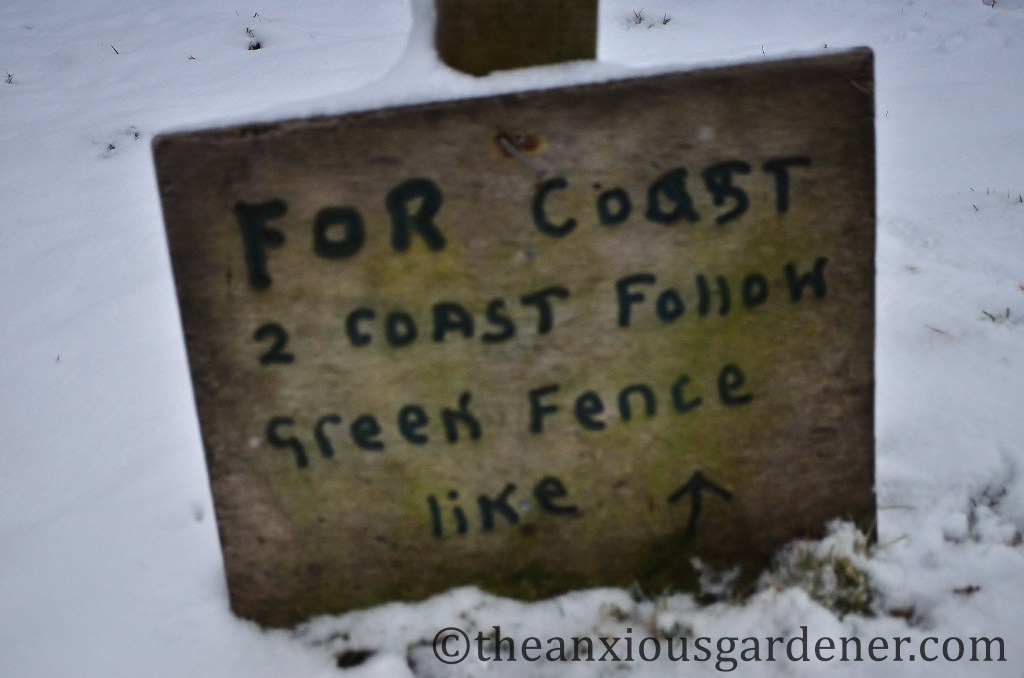 FOR COAST
2 COAST Follow
Green Fence
like ↑
©theanxiousgardener.com